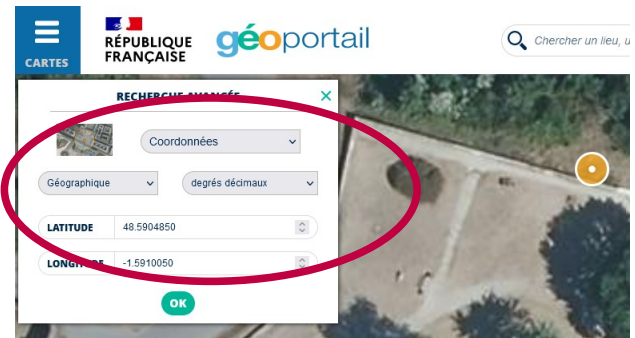 CARTES
RÉPUBLIQUE
FRANÇAISE
géoportail
Chercher un lieu, u
RECHERCHE AVANCÉE
Coordonnées
Géographique
degrés décimaux
LATITUDE 48.5904850
LONGITUDE -1.5910050
OK